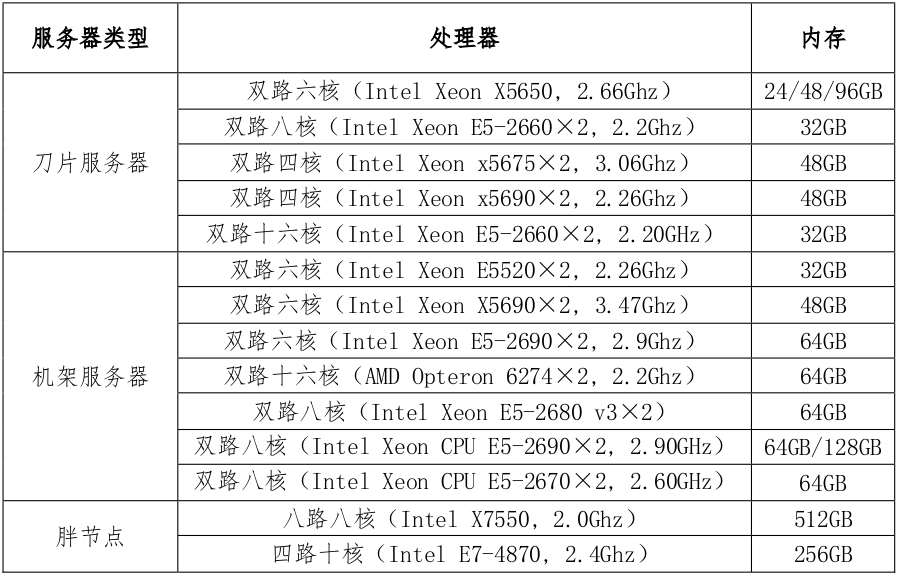 服务器类型 处理器 内存
双路六核（Intel Xeon X5650, 2.66Ghz） 24/48/96GB
双路八核（Intel Xeon E5-2660×2, 2.2Ghz） 32GB
刀片服务器 双路四核（Intel Xeon x5675×2, 3.06Ghz） 48GB
双路四核（Intel Xeon x5690×2, 2.26Ghz） 48GB
双路十六核（Intel Xeon E5-2660×2, 2.20GHz） 32GB
双路六核（Intel Xeon E5520×2, 2.26Ghz） 32GB
双路六核（Intel Xeon X5690×2, 3.47Ghz） 48GB
双路六核（Intel Xeon E5-2690×2, 2.9Ghz） 64GB
机架服务器 双路十六核（AMD Opteron 6274×2, 2.2Ghz） 64GB
双路八核（Intel Xeon E5-2680 v3×2） 64GB
双路八核（Intel Xeon CPU E5-2690×2, 2.90GHz） 64GB/128GB
双路八核（Intel Xeon CPU E5-2670×2, 2.60GHz） 64GB
胖节点 八路八核（Intel X7550, 2.0Ghz） 512GB
四路十核（Intel E7-4870, 2.4Ghz） 256GB